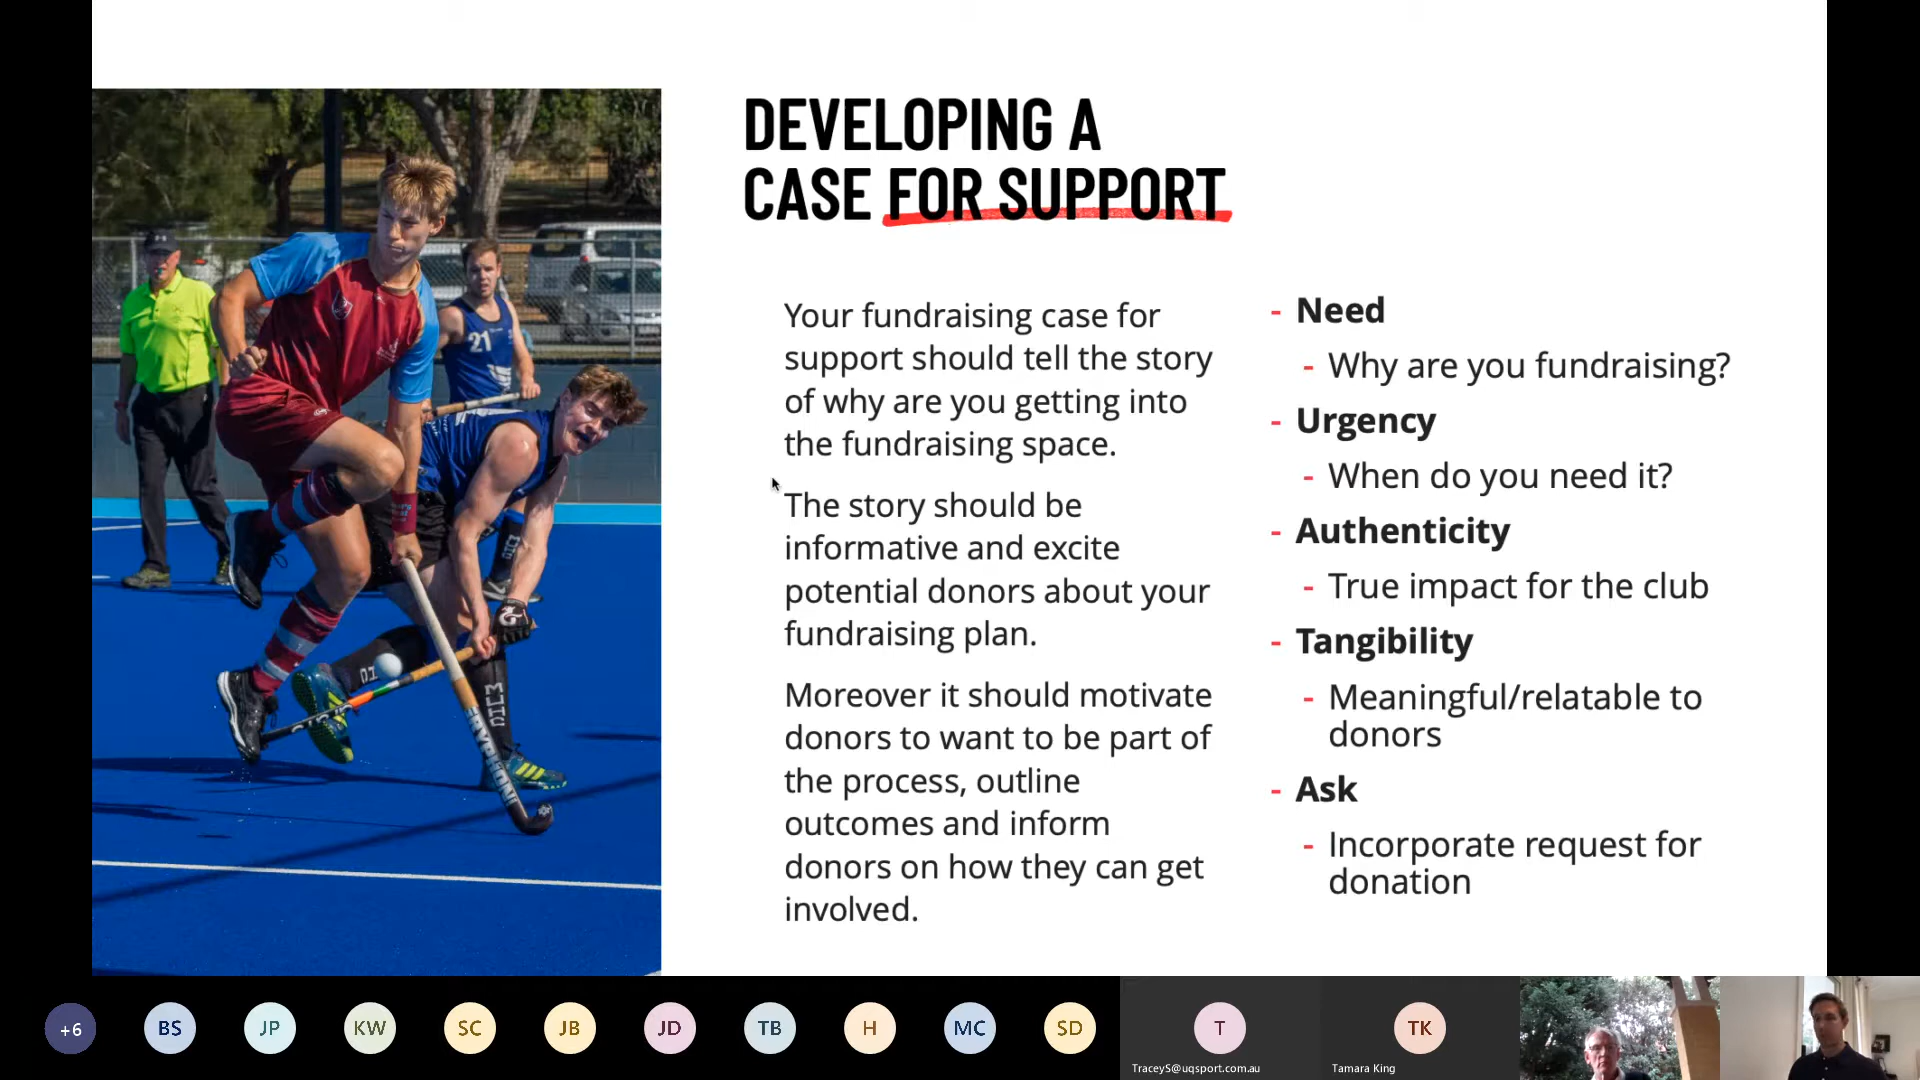 DEVELOPING A
CASE FOR SUPPORT
Your fundraising case for
support should tell the story
of why are you getting into
the fundraising space.
The story should be
informative and excite
potential donors about your
fundraising plan.
Moreover it should motivate
donors to want to be part of
the process, outline
outcomes and inform
donors on how they can get
involved.
- Need
- Why are you fundraising?
- Urgency
- When do you need it?
- Authenticity
- True impact for the club
- Tangibility
- Meaningful/relatable to
donors
- Ask
- Incorporate request for
donation
21
10
MUHC
+6
BS
JP
KW
SC
JB
JD
TB
H
MC
SD
T
TraceyS@uqsport.com.au
TK
Tamara King